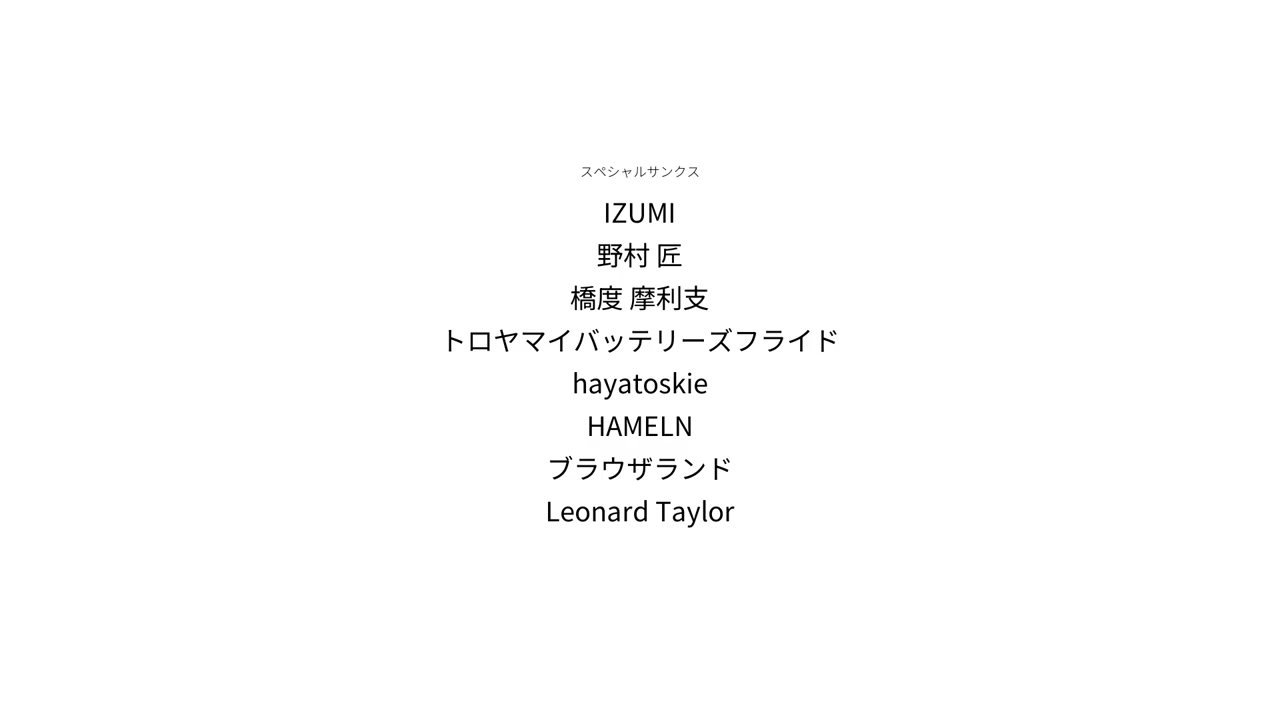 スペシャルサンクス
IZUMI
野村 匠
橋度 摩利支
トロヤマイバッテリーズフライド
hayatoskie
HAMELN
ブラウザランド
Leonard Taylor